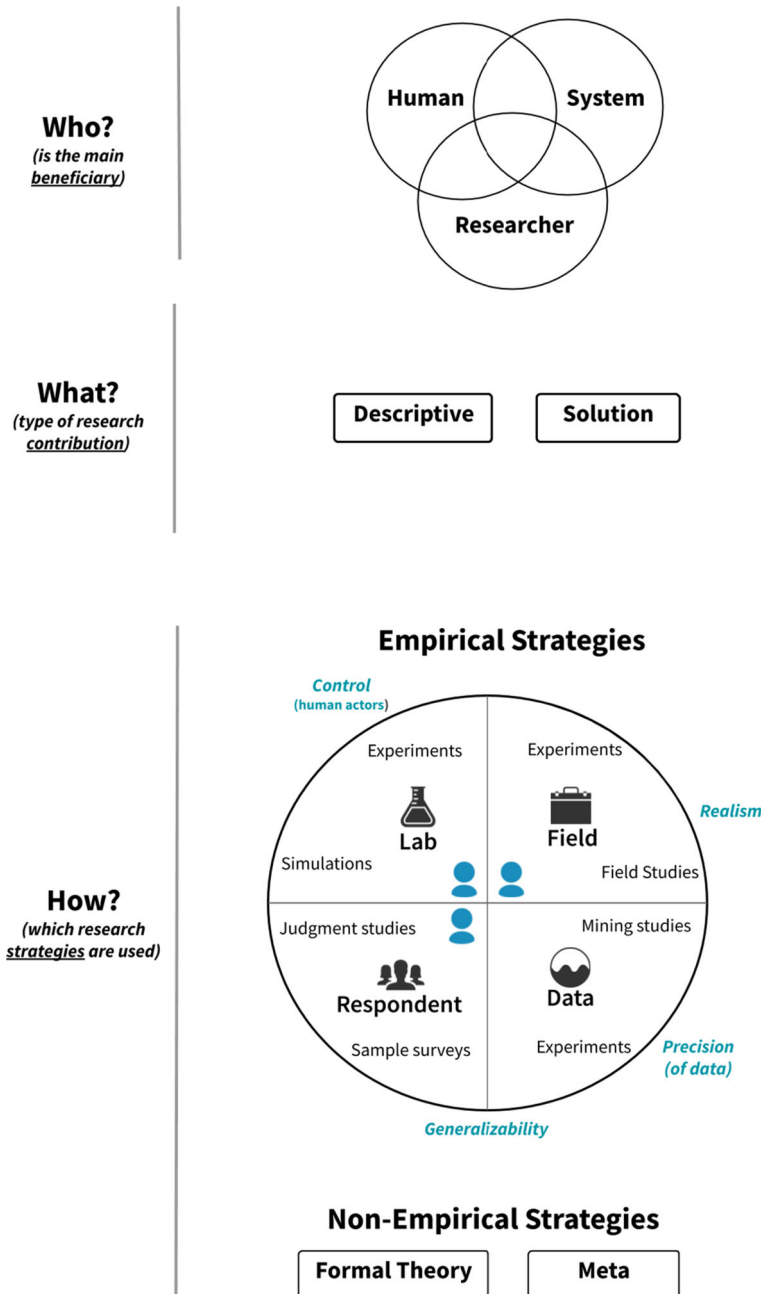 Who?
(is the main
beneficiary)
Human
System
Researcher
What?
(type of research
contribution)
Descriptive
Solution
How?
(which research
strategies are used)
Empirical Strategies
Control
(human actors)
Experiments
Experiments
Realism
Lab
Field
Simulations
Field Studies
Judgment studies
Mining studies
Respondent
Data
Sample surveys
Experiments
Precision
(of data)
Generalizability
Non-Empirical Strategies
Formal Theory
Meta